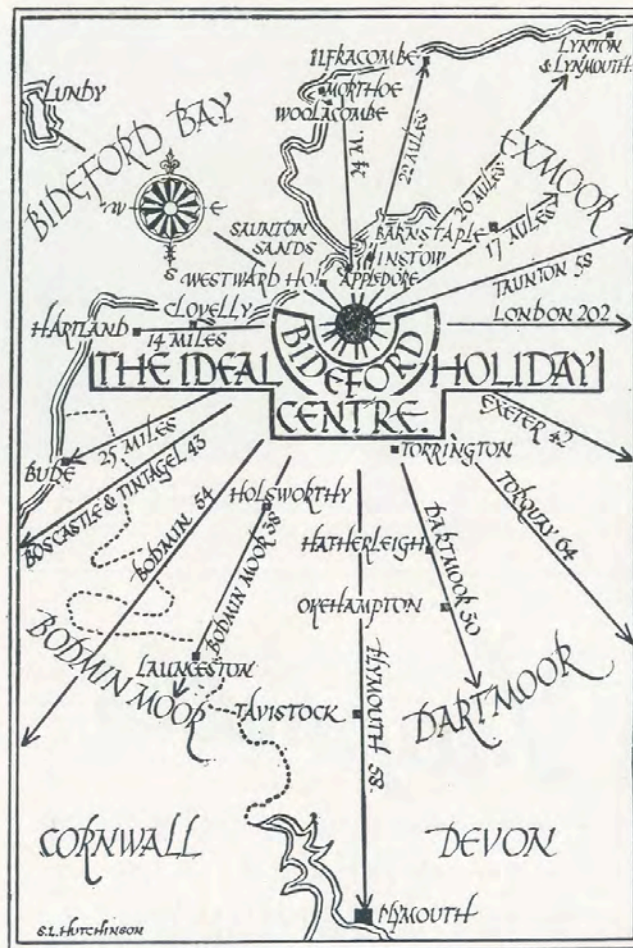 ILFRACOMBE
LYNTON
& LYNMOUTH
LUNDY
MORTHOE
WOOLACOMBE
BIDEFORD BAY
24 M.
22 MILES
26 MILES
EXMOOR
W
E
S
SAUNTON
SANDS
BARNSTAPLE
17 MILES
INSTOW
WESTWARD HO!
APPLEDORE
TAUNTON 58
CLOVELLY
LONDON 202
HARTLAND
14 MILES
BIDEFORD
THE IDEAL HOLIDAY
CENTRE.
EXETER 42
25 MILES
BUDE
BOSCASTLE & TINTAGEL 43
TORRINGTON
TORQUAY 64
BODMIN 54
HOLSWORTHY
BODMIN MOOR 38
HATHERLEIGH
DARTMOOR 30
OKEHAMPTON
LAUNCESTON
BODMIN MOOR
DARTMOOR
TAVISTOCK
PLYMOUTH 58.
CORNWALL
DEVON
PLYMOUTH
S.L. HUTCHINSON